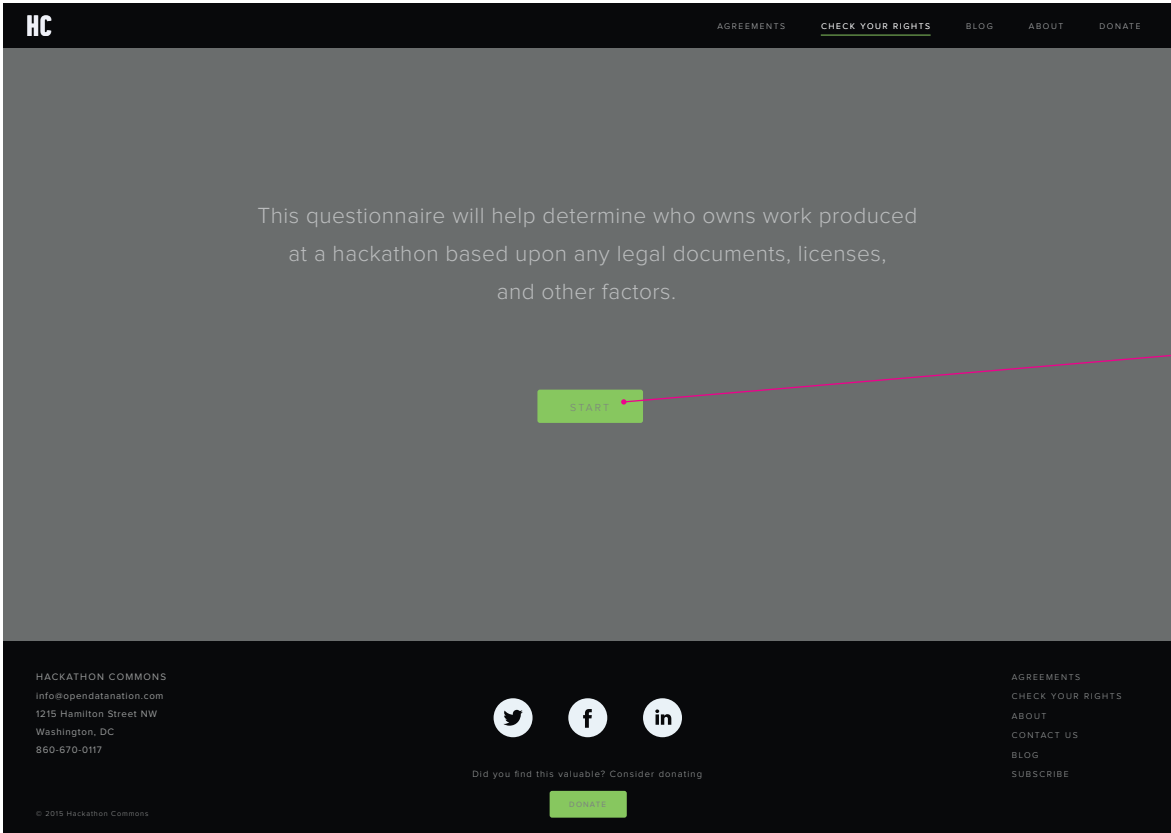 HC
AGREEMENTS
CHECK YOUR RIGHTS
BLOG
ABOUT
DONATE
This questionnaire will help determine who owns work produced
at a hackathon based upon any legal documents, licenses,
and other factors.
START
HACKATHON COMMONS
info@opendatanation.com
1215 Hamilton Street NW
Washington, DC
860-670-0117
© 2015 Hackathon Commons
f
in
Did you find this valuable? Consider donating
DONATE
AGREEMENTS
CHECK YOUR RIGHTS
ABOUT
CONTACT US
BLOG
SUBSCRIBE